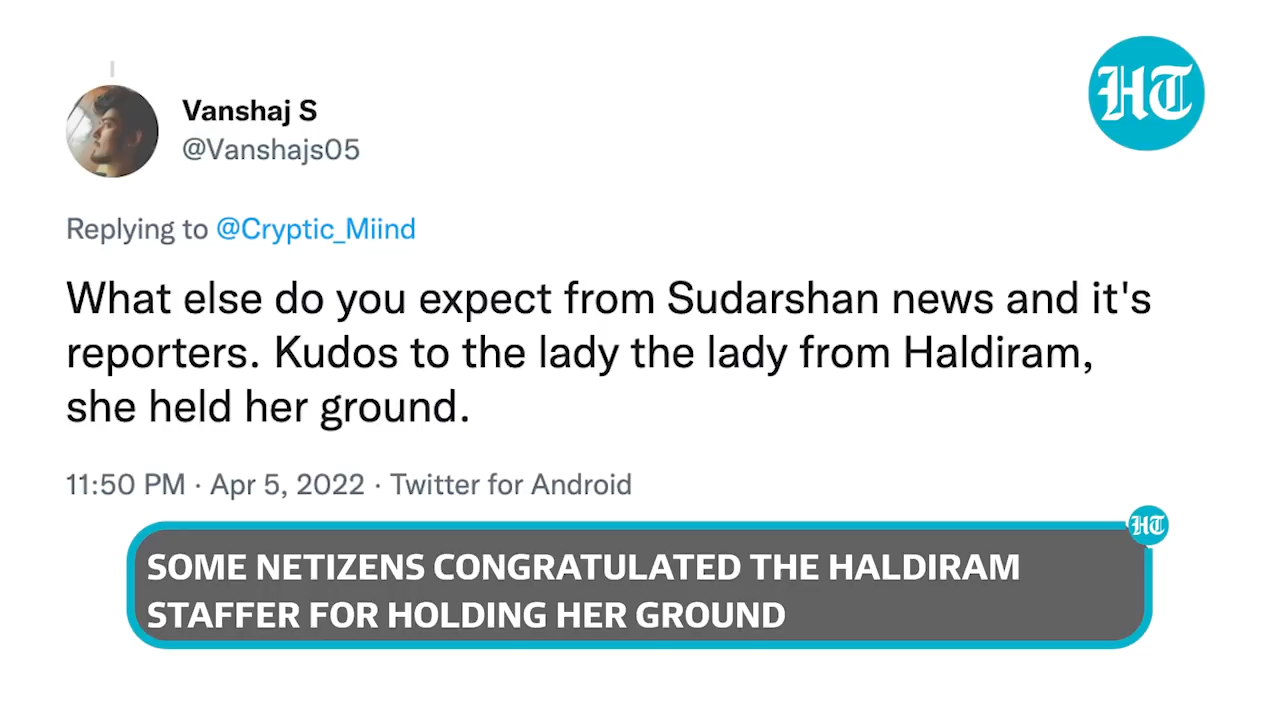 HT
Vanshaj S
@Vanshajs05
Replying to @Cryptic_Miind
What else do you expect from Sudarshan news and it's
reporters. Kudos to the lady the lady from Haldiram,
she held her ground.
11:50 PM · Apr 5, 2022 · Twitter for Android
HT
SOME NETIZENS CONGRATULATED THE HALDIRAM
STAFFER FOR HOLDING HER GROUND